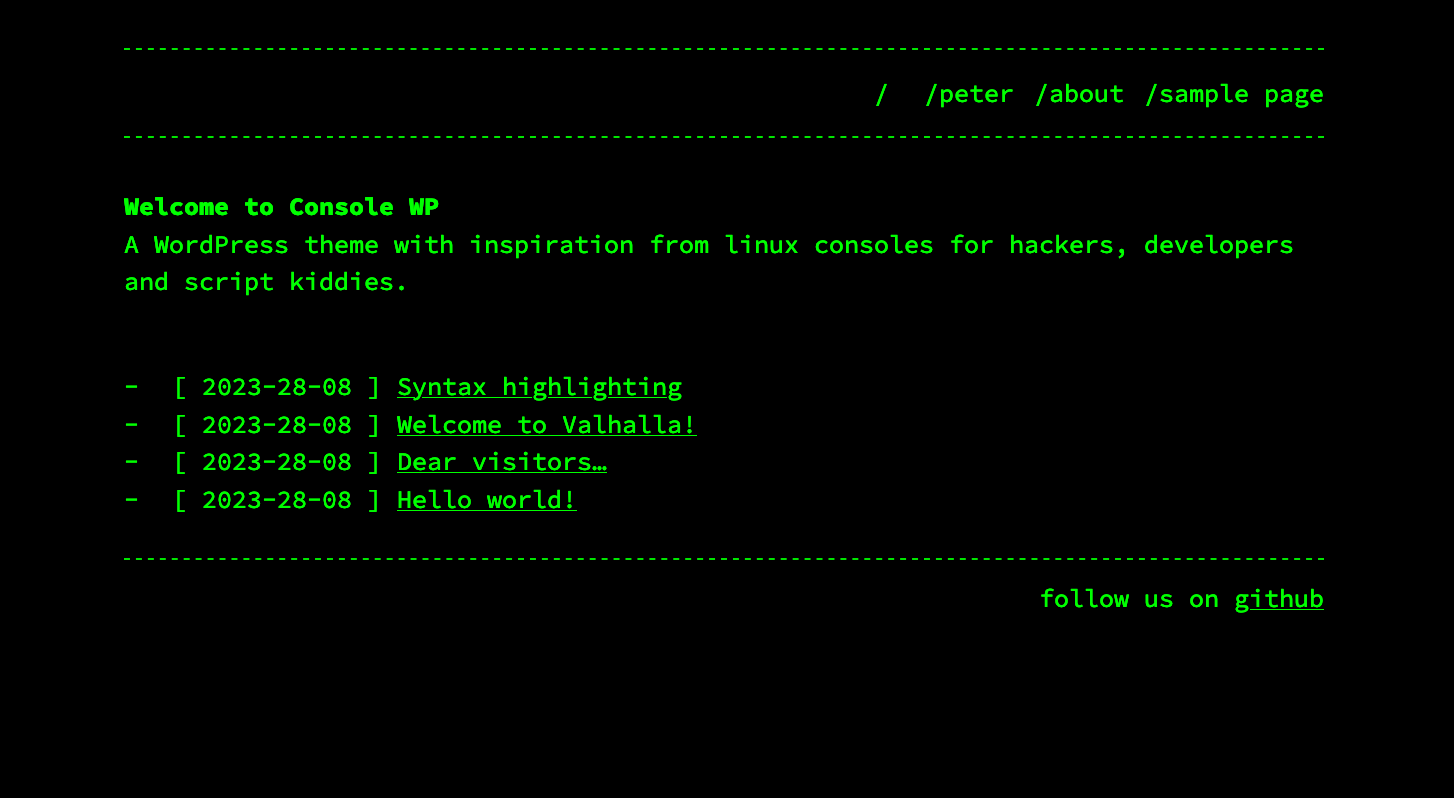 / /peter /about /sample page
Welcome to Console WP
A WordPress theme with inspiration from linux consoles for hackers, developers
and script kiddies.
- [ 2023-28-08 ] Syntax highlighting
- [ 2023-28-08 ] Welcome to Valhalla!
- [ 2023-28-08 ] Dear visitors…
- [ 2023-28-08 ] Hello world!
follow us on github